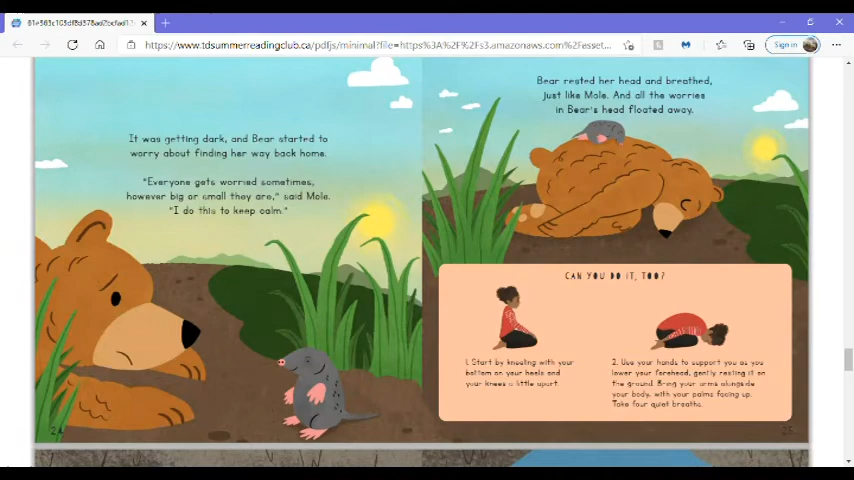 81#583c103df8d378ad2bcfad1
https://www.tdsummerreadingclub.ca/pdfjs/minimal?file=https%3A%2F%2Fs3.amazonaws.com%2Fasset...
Sign in
It was getting dark, and Bear started to
worry about finding her way back home.
"Everyone gets worried sometimes,
however big or small they are," said Mole.
"I do this to keep calm."
24
Bear rested her head and breathed,
just like Mole. And all the worries
in Bear's head floated away.
CAN YOU DO IT, TOO?
1. Start by kneeling with your
bottom on your heels and
your knees a little apart.
2. Use your hands to support you as you
lower your forehead, gently resting it on
the ground. Bring your arms alongside
your body, with your palms facing up.
Take four quiet breaths.
25